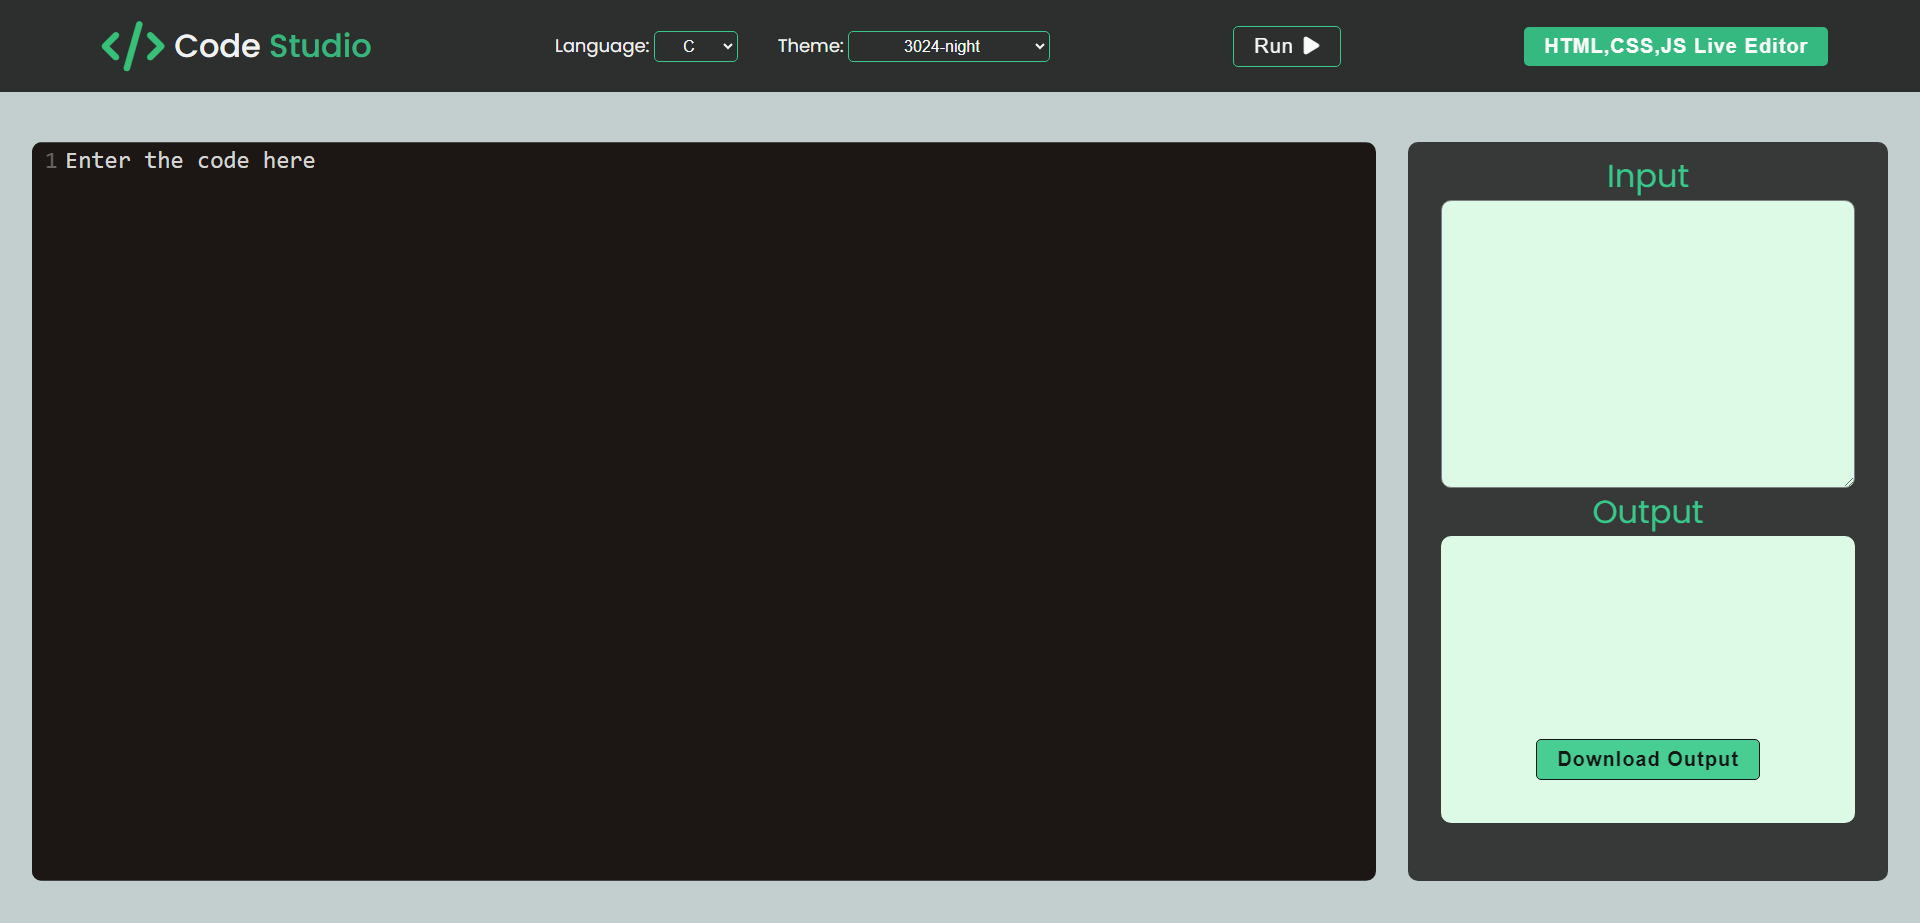 </> Code Studio
Language: C
Theme: 3024-night
Run
HTML,CSS,JS Live Editor
1 Enter the code here
Input
Output
Download Output